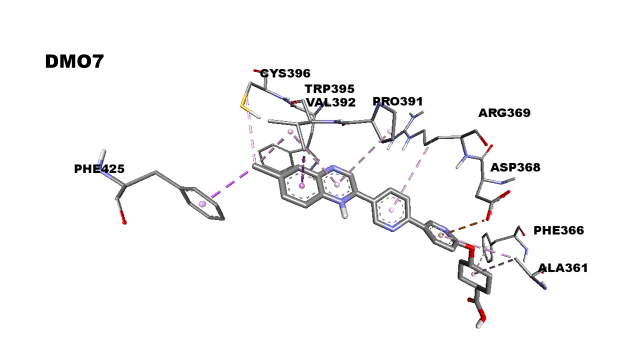 DMO7
CYS396
TRP395
VAL392
PRO391
ARG369
ASP368
PHE425
PHE366
ALA361